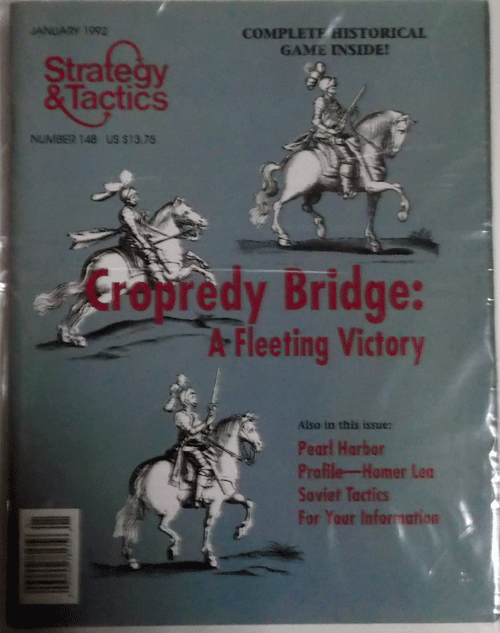 JANUARY 1992
COMPLETE HISTORICAL
GAME INSIDE!
Strategy
&Tactics
NUMBER 148 US $13.75
Cropredy Bridge:
A Fleeting Victory
Also in this issue:
Pearl Harbor
Profile—Homer Lea
Soviet Tactics
For Your Information